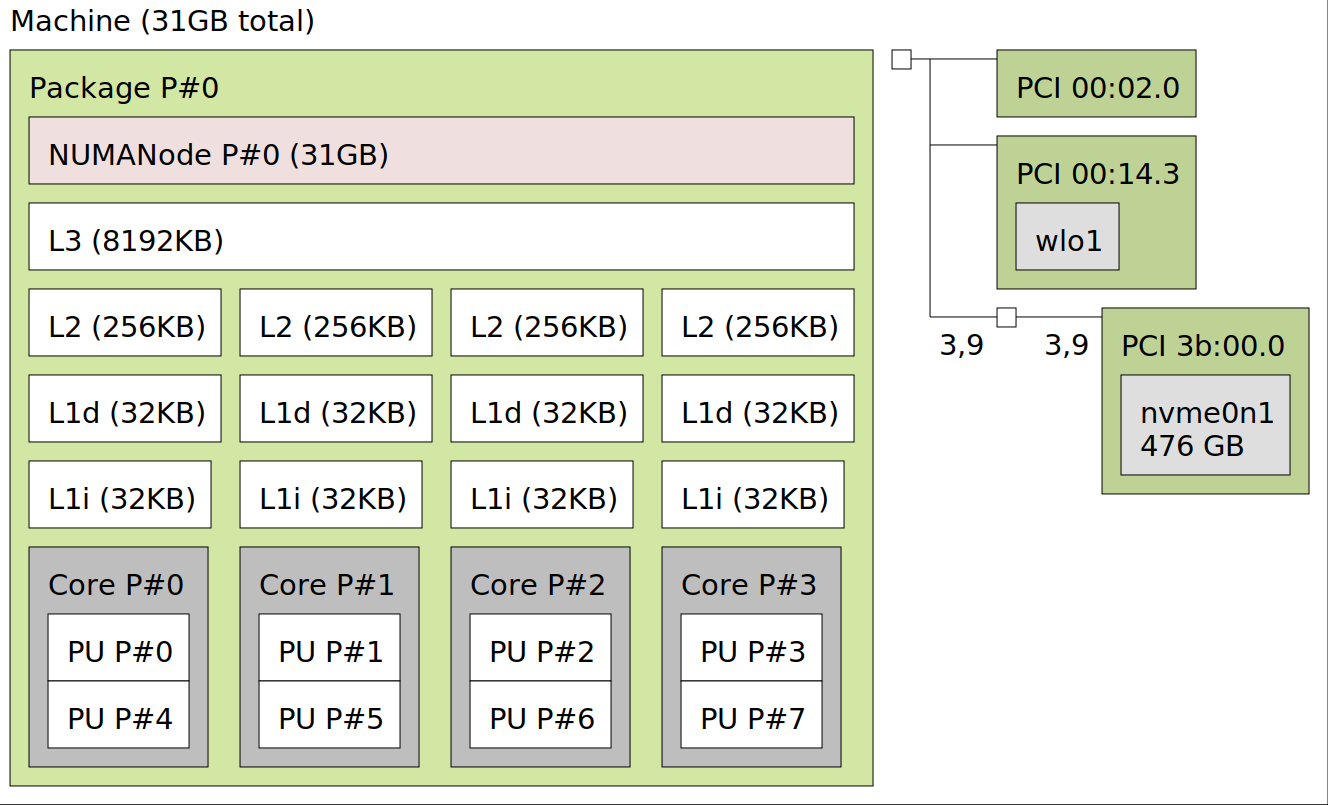 Machine (31GB total)
Package P#0
NUMANode P#0 (31GB)
L3 (8192KB)
L2 (256KB)
L2 (256KB)
L2 (256KB)
L2 (256KB)
L1d (32KB)
L1d (32KB)
L1d (32KB)
L1d (32KB)
L1i (32KB)
L1i (32KB)
L1i (32KB)
L1i (32KB)
Core P#0
PU P#0
PU P#4
Core P#1
PU P#1
PU P#5
Core P#2
PU P#2
PU P#6
Core P#3
PU P#3
PU P#7
PCI 00:02.0
PCI 00:14.3
wlo1
3,9
3,9
PCI 3b:00.0
nvme0n1
476 GB